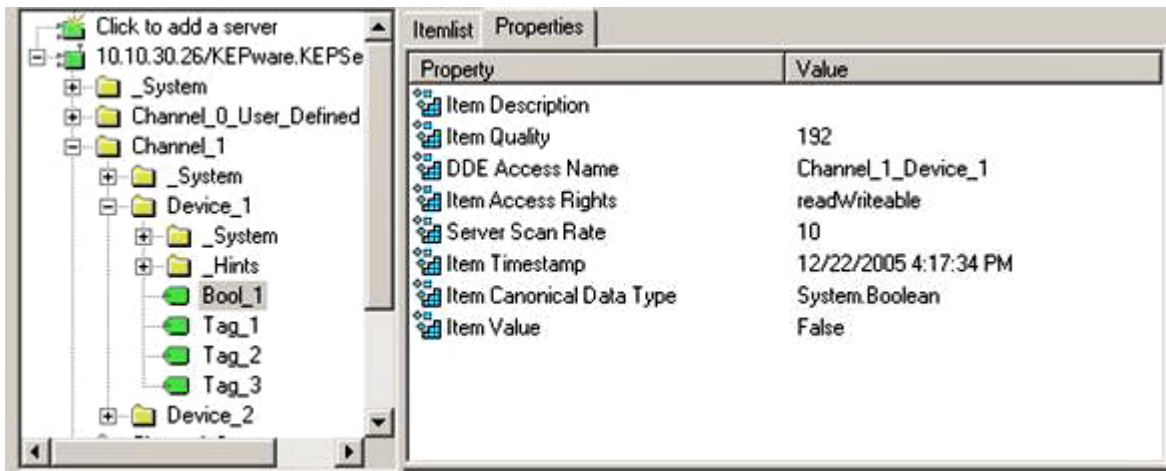 Click to add a server
10.10.30.26/KEPware.KEPSe
_System
Channel_0_User_Defined
Channel_1
_System
Device_1
_System
_Hints
Bool_1
Tag_1
Tag_2
Tag_3
Device_2
Itemlist Properties
Property Value
Item Description
Item Quality 192
DDE Access Name Channel_1_Device_1
Item Access Rights readWriteable
Server Scan Rate 10
Item Timestamp 12/22/2005 4:17:34 PM
Item Canonical Data Type System.Boolean
Item Value False